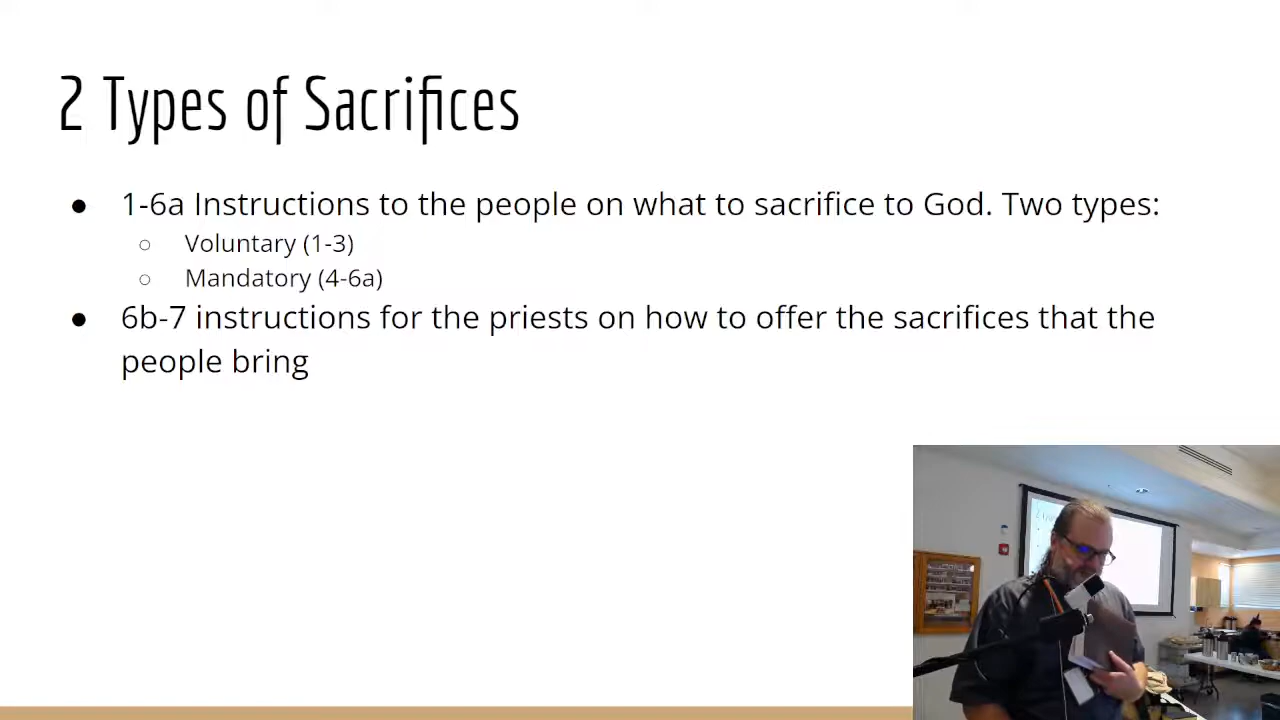 2 Types of Sacrifices
● 1-6a Instructions to the people on what to sacrifice to God. Two types:
○ Voluntary (1-3)
○ Mandatory (4-6a)
● 6b-7 instructions for the priests on how to offer the sacrifices that the
people bring